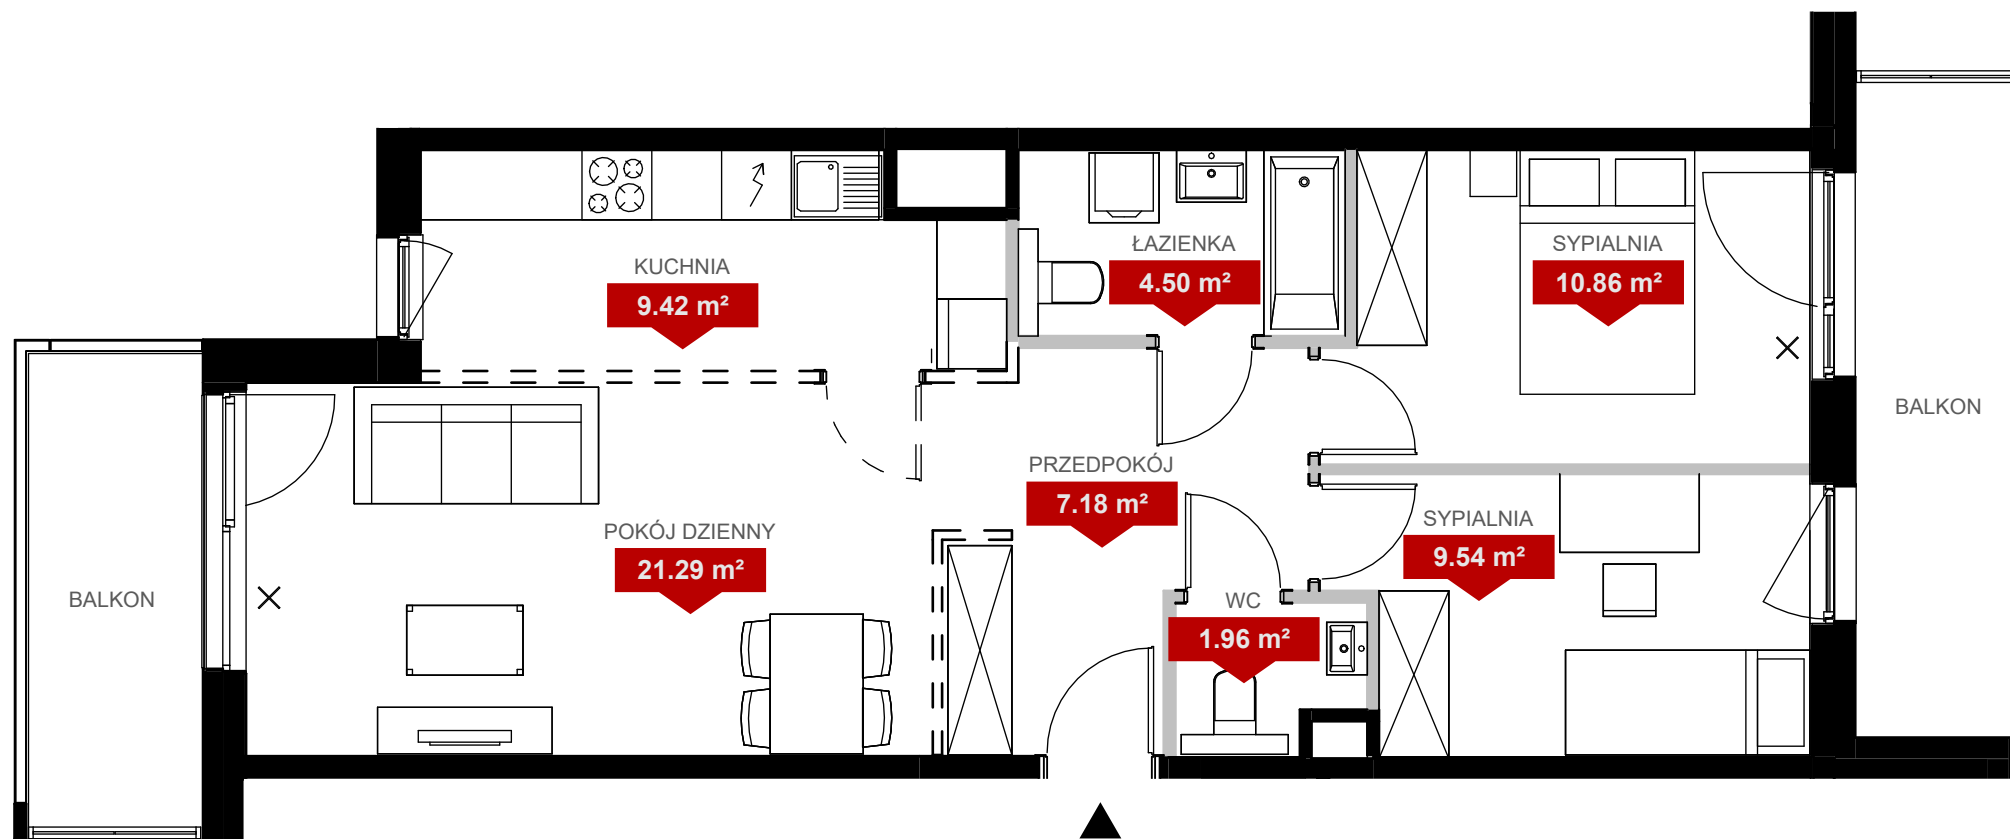 KUCHNIA
9.42 m²
ŁAZIENKA
4.50 m²
SYPIALNIA
10.86 m²
BALKON
PRZEDPOKÓJ
7.18 m²
SYPIALNIA
9.54 m²
POKÓJ DZIENNY
21.29 m²
BALKON
WC
1.96 m²